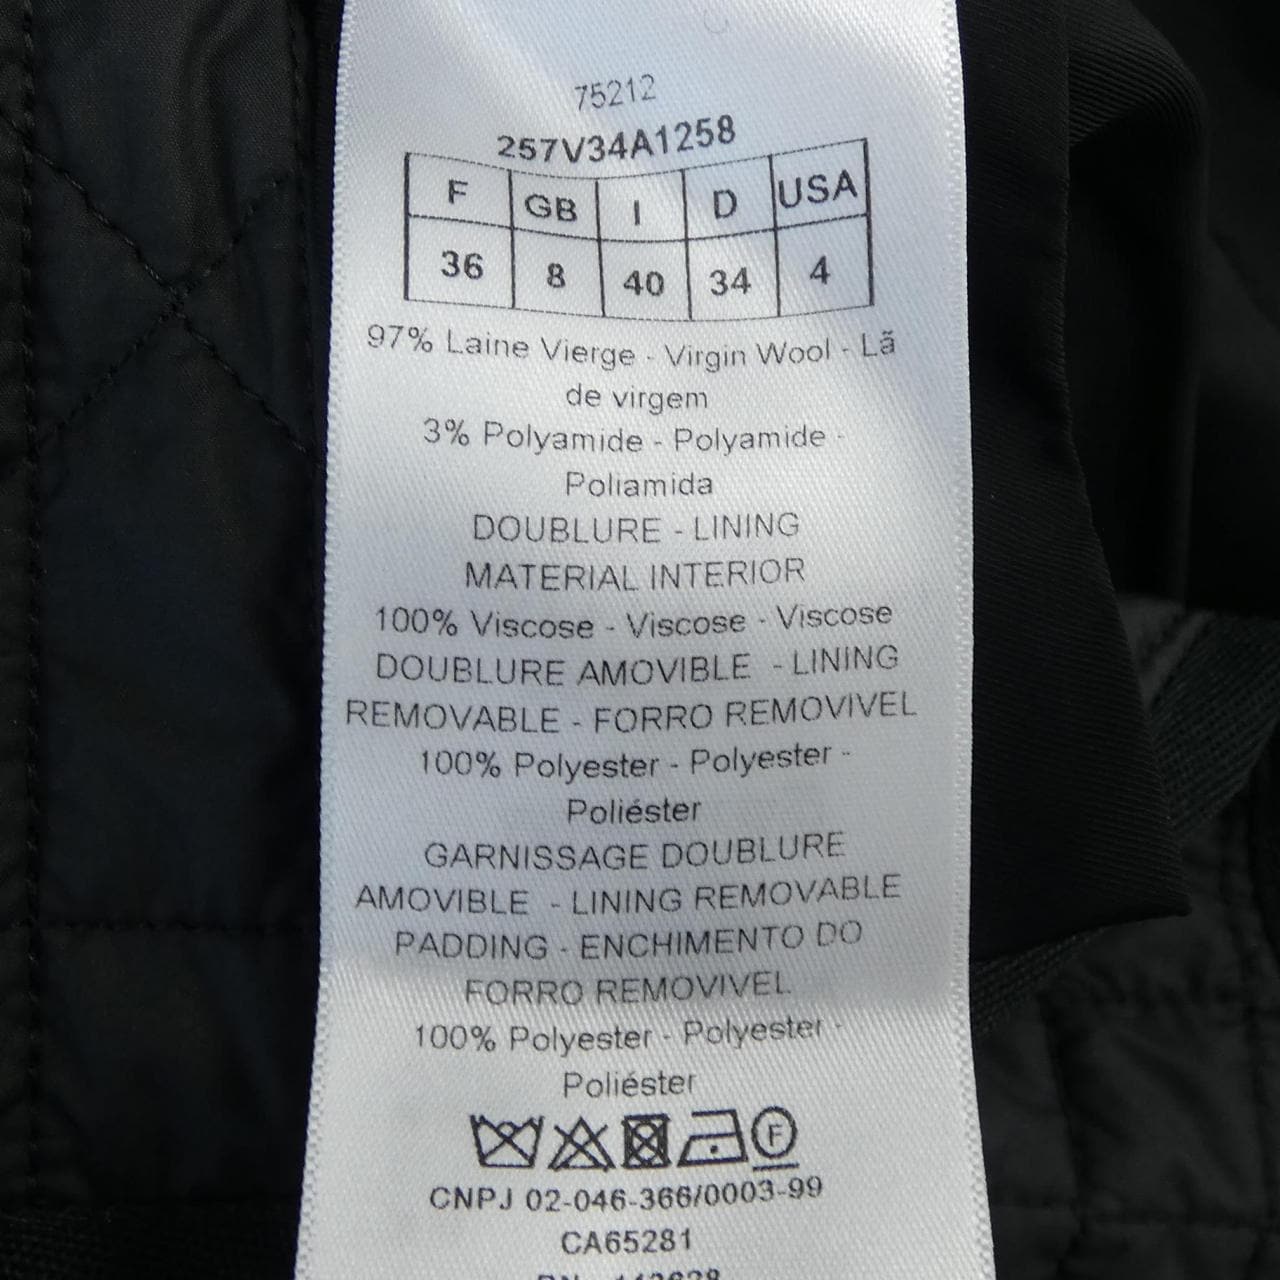 75212
257V34A1258
F GB I D USA
36 8 40 34 4
97% Laine Vierge - Virgin Wool - Lã
de virgem
3% Polyamide - Polyamide -
Poliamida
DOUBLURE - LINING
MATERIAL INTERIOR
100% Viscose - Viscose - Viscose
DOUBLURE AMOVIBLE - LINING
REMOVABLE - FORRO REMOVIVEL
100% Polyester - Polyester -
Poliéster
GARNISSAGE DOUBLURE
AMOVIBLE - LINING REMOVABLE
PADDING - ENCHIMENTO DO
FORRO REMOVIVEL
100% Polyester - Polyester -
Poliéster
F
CNPJ 02-046-366/0003-99
CA65281